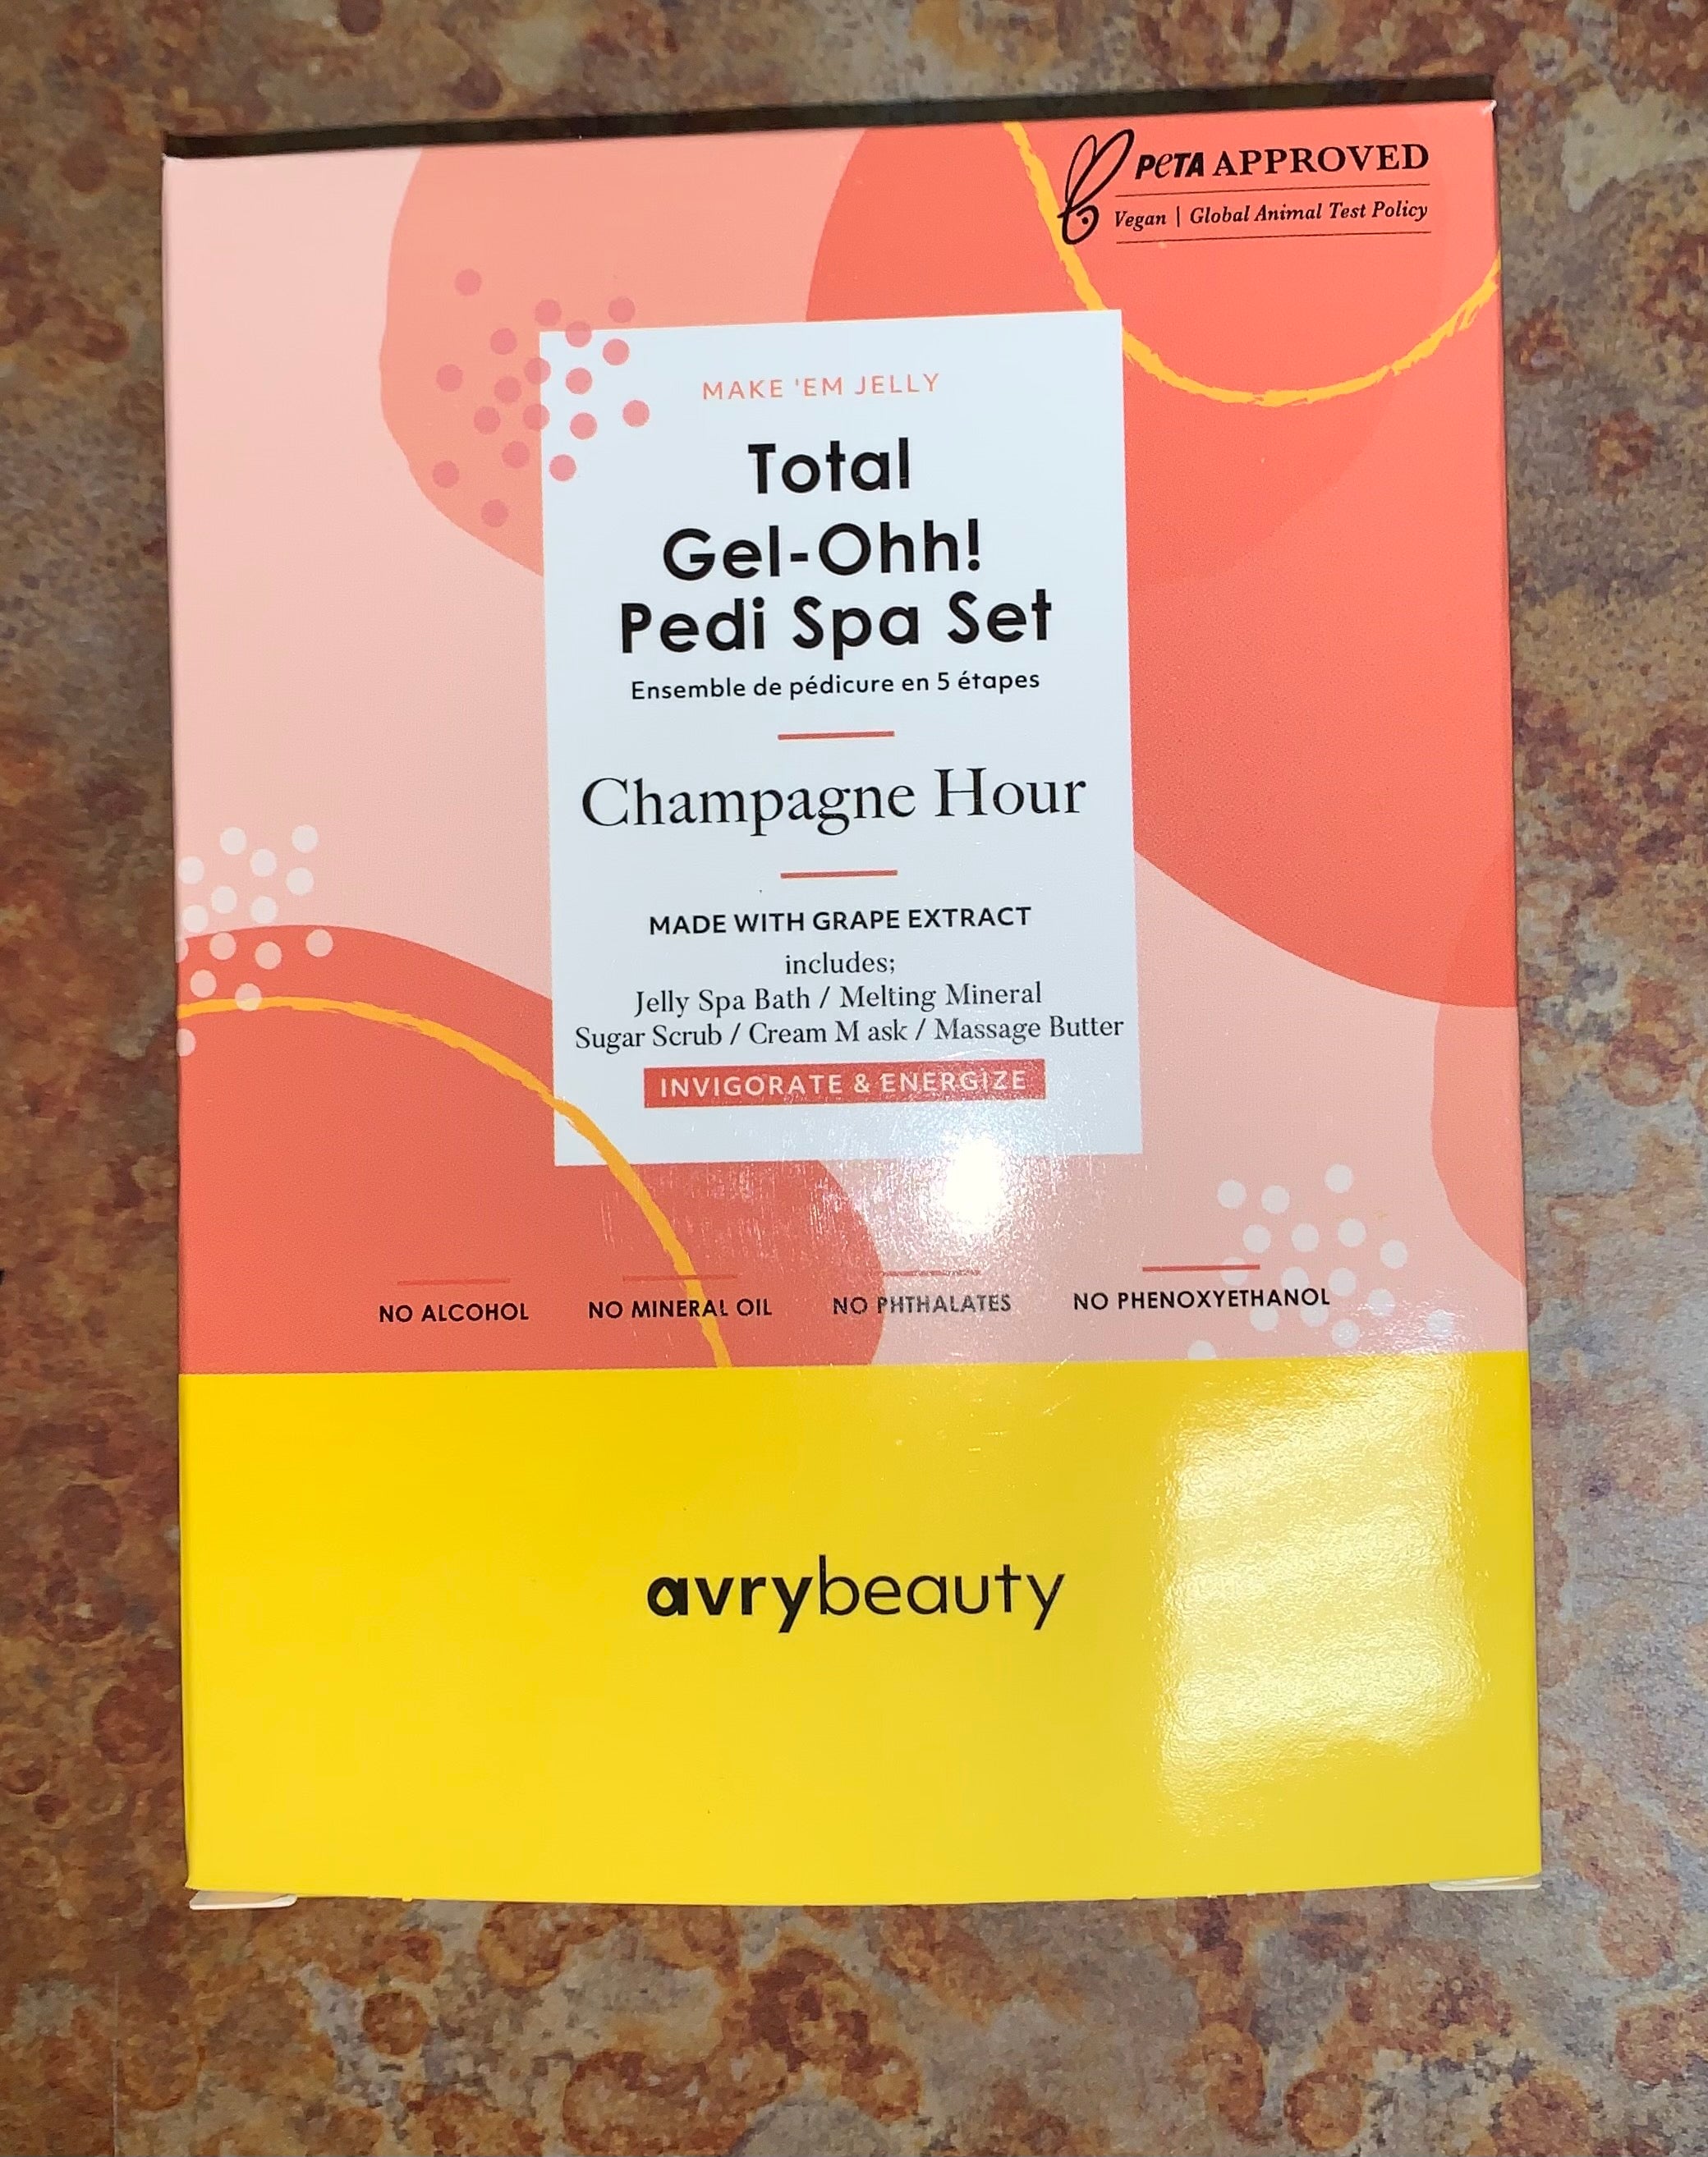 PETA APPROVED
Vegan | Global Animal Test Policy
MAKE 'EM JELLY
Total
Gel-Ohh!
Pedi Spa Set
Ensemble de pédicure en 5 étapes
Champagne Hour
MADE WITH GRAPE EXTRACT
includes;
Jelly Spa Bath / Melting Mineral
Sugar Scrub / Cream M ask / Massage Butter
INVIGORATE & ENERGIZE
NO ALCOHOL NO MINERAL OIL NO PHTHALATES NO PHENOXYETHANOL
avrybeauty